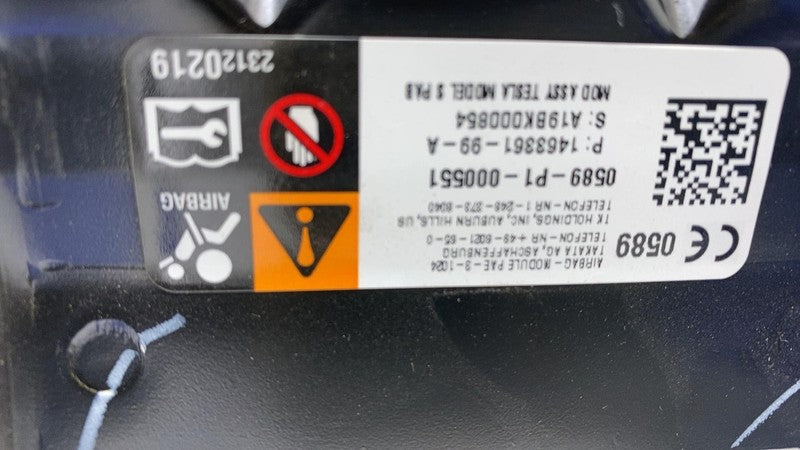 AIRBAG-MODULE PAE-3-1024
TAKATA AG, ASCHAFFENBURG
TELEFON-NR +49-6021-65-0
TK HOLDINGS, INC, AUBURN HILLS, US
TELEFON-NR 1-248-373-8040
CE 0589
0589-P1-000551
P: 1463361-99-A
S: A19BK000854
MOD ASSY TESLA MODEL S PAB
AIRBAG
23120219